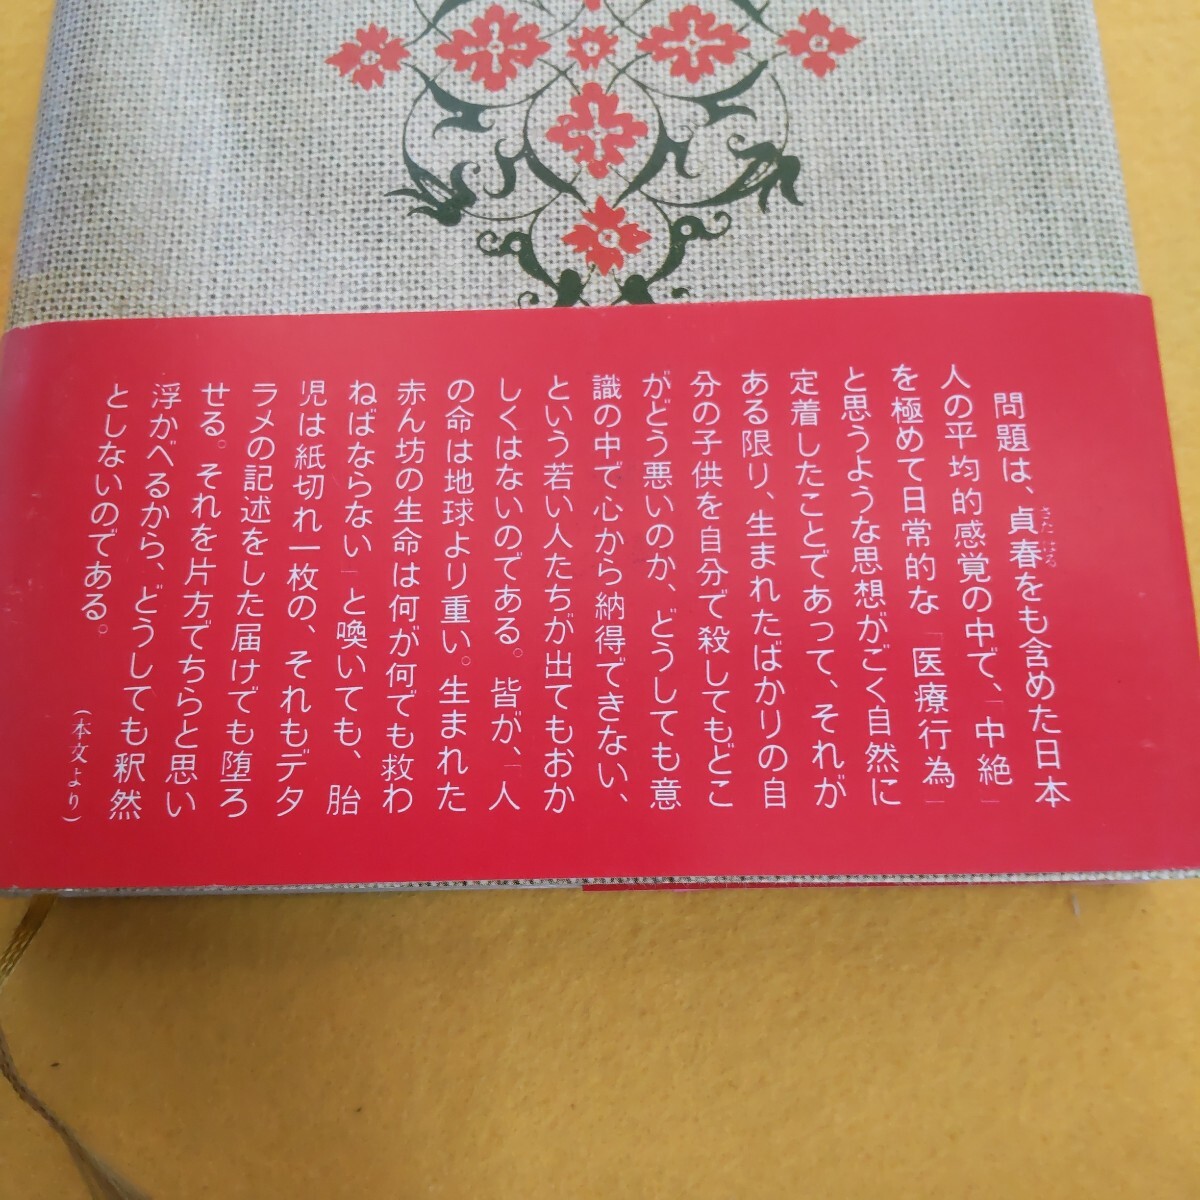 問題は、貞春をも含めた日本
さだはる
人の平均的感覚の中で、「中絶」
を極めて日常的な「医療行為」
と思うような思想がごく自然に
定着したことであって、それが
ある限り、生まれたばかりの自
分の子供を自分で殺してもどこ
がどう悪いのか、どうしても意
識の中で心から納得できない、
という若い人たちが出てもおか
しくはないのである。皆が、「人
の命は地球より重い。生まれた
赤ん坊の生命は何が何でも救わ
ねばならない」と喚いても、胎
児は紙切れ一枚の、それもデタ
ラメの記述をした届けでも堕ろ
せる。それを片方でちらと思い
浮かべるから、どうしても釈然
としないのである。
（本文より）